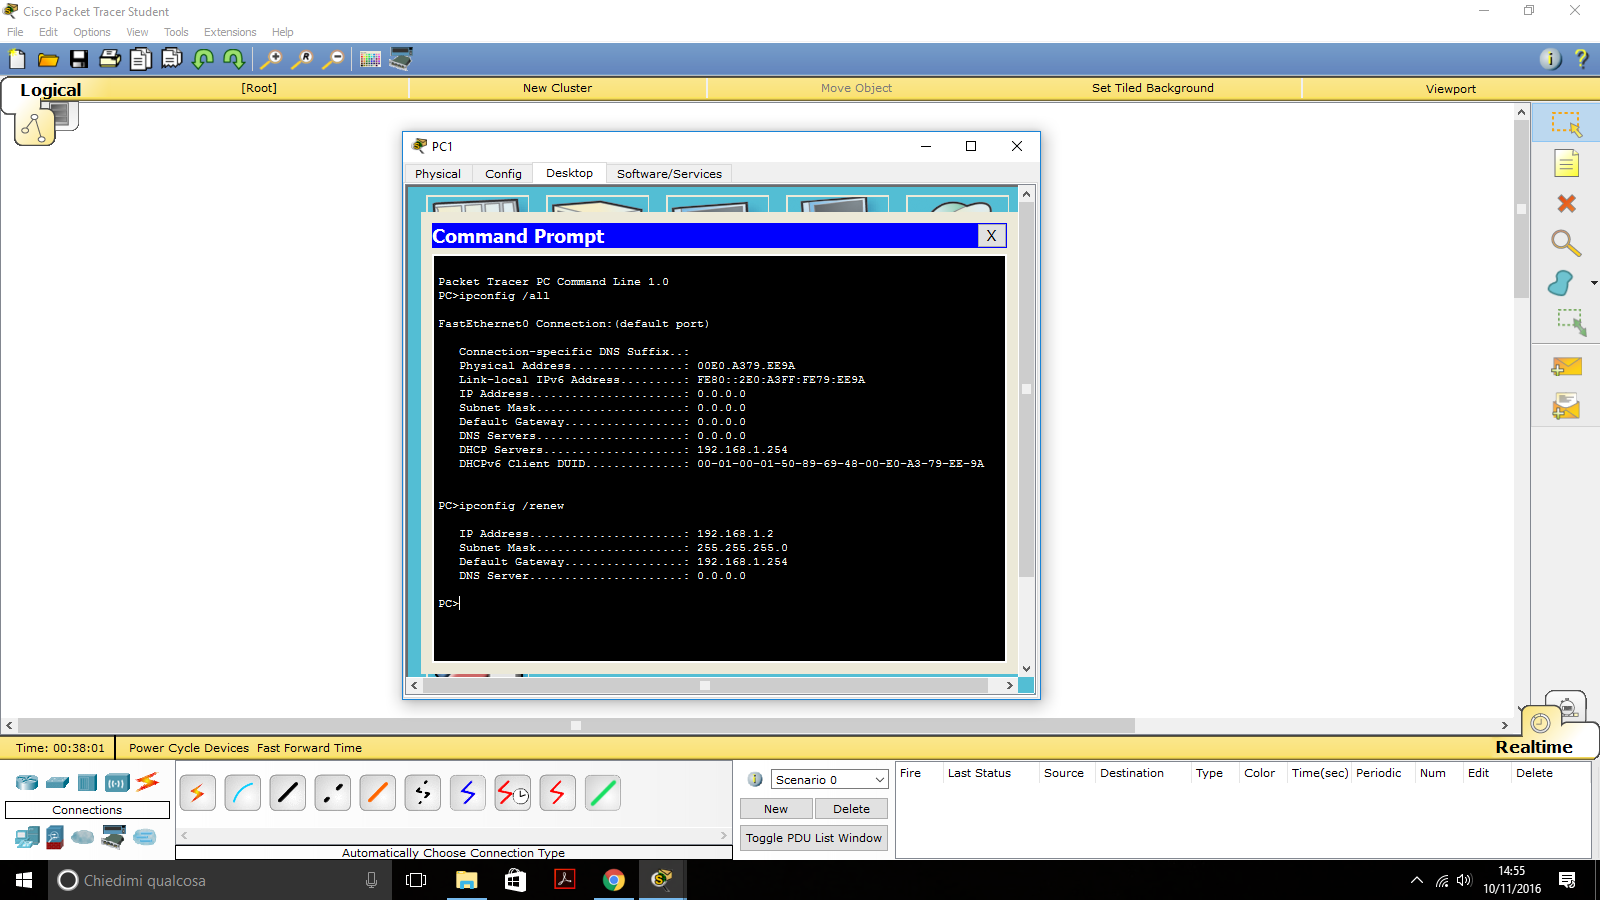 Cisco Packet Tracer Student
File Edit Options View Tools Extensions Help
Logical [Root] New Cluster Move Object Set Tiled Background Viewport
PC1
Physical Config Desktop Software/Services
Command Prompt X
Packet Tracer PC Command Line 1.0
PC>ipconfig /all
FastEthernet0 Connection:(default port)
Connection-specific DNS Suffix..:
Physical Address................: 00E0.A379.EE9A
Link-local IPv6 Address.........: FE80::2E0:A3FF:FE79:EE9A
IP Address......................: 0.0.0.0
Subnet Mask.....................: 0.0.0.0
Default Gateway.................: 0.0.0.0
DNS Servers.....................: 0.0.0.0
DHCP Servers....................: 192.168.1.254
DHCPv6 Client DUID..............: 00-01-00-01-50-89-69-48-00-E0-A3-79-EE-9A
PC>ipconfig /renew
IP Address......................: 192.168.1.2
Subnet Mask.....................: 255.255.255.0
Default Gateway.................: 192.168.1.254
DNS Server......................: 0.0.0.0
PC>
Realtime
Time: 00:38:01 Power Cycle Devices Fast Forward Time
Connections
Automatically Choose Connection Type
Scenario 0
New Delete
Toggle PDU List Window
Fire Last Status Source Destination Type Color Time(sec) Periodic Num Edit Delete
Chiedimi qualcosa
14:55
10/11/2016